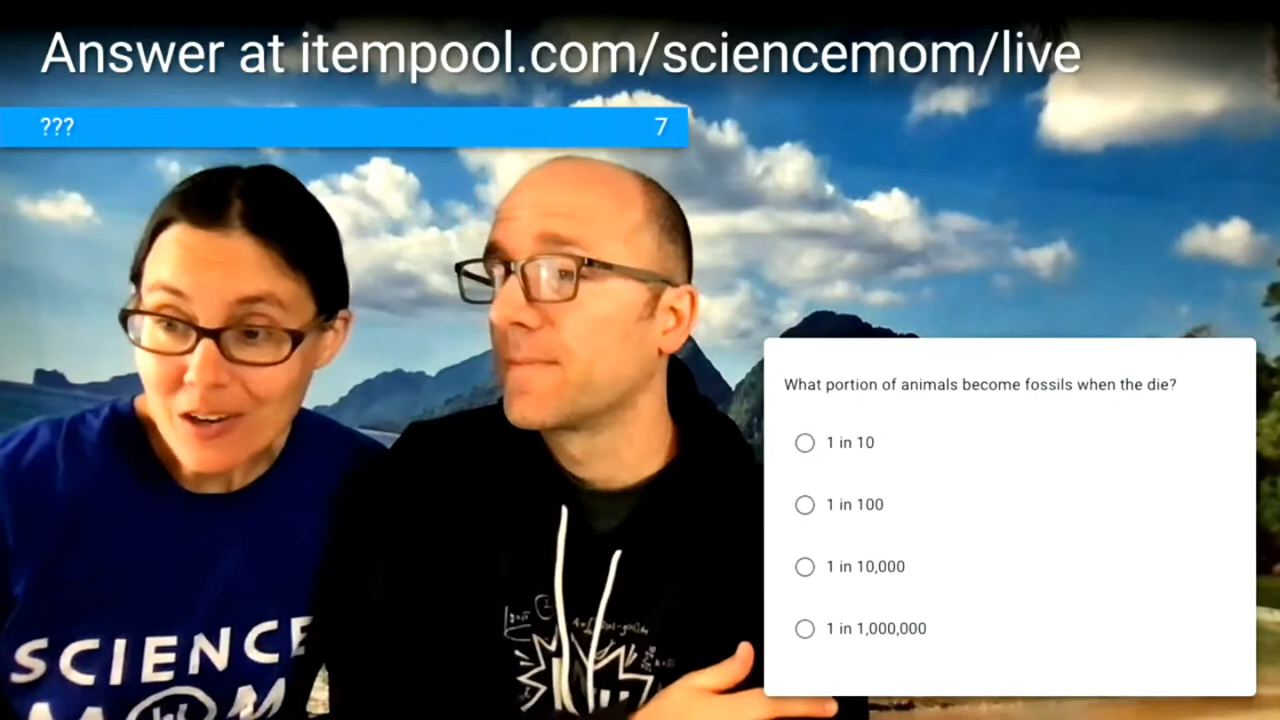 Answer at itempool.com/sciencemom/live
??? 7
What portion of animals become fossils when the die?
1 in 10
1 in 100
1 in 10,000
1 in 1,000,000
SCIENCE
MOM